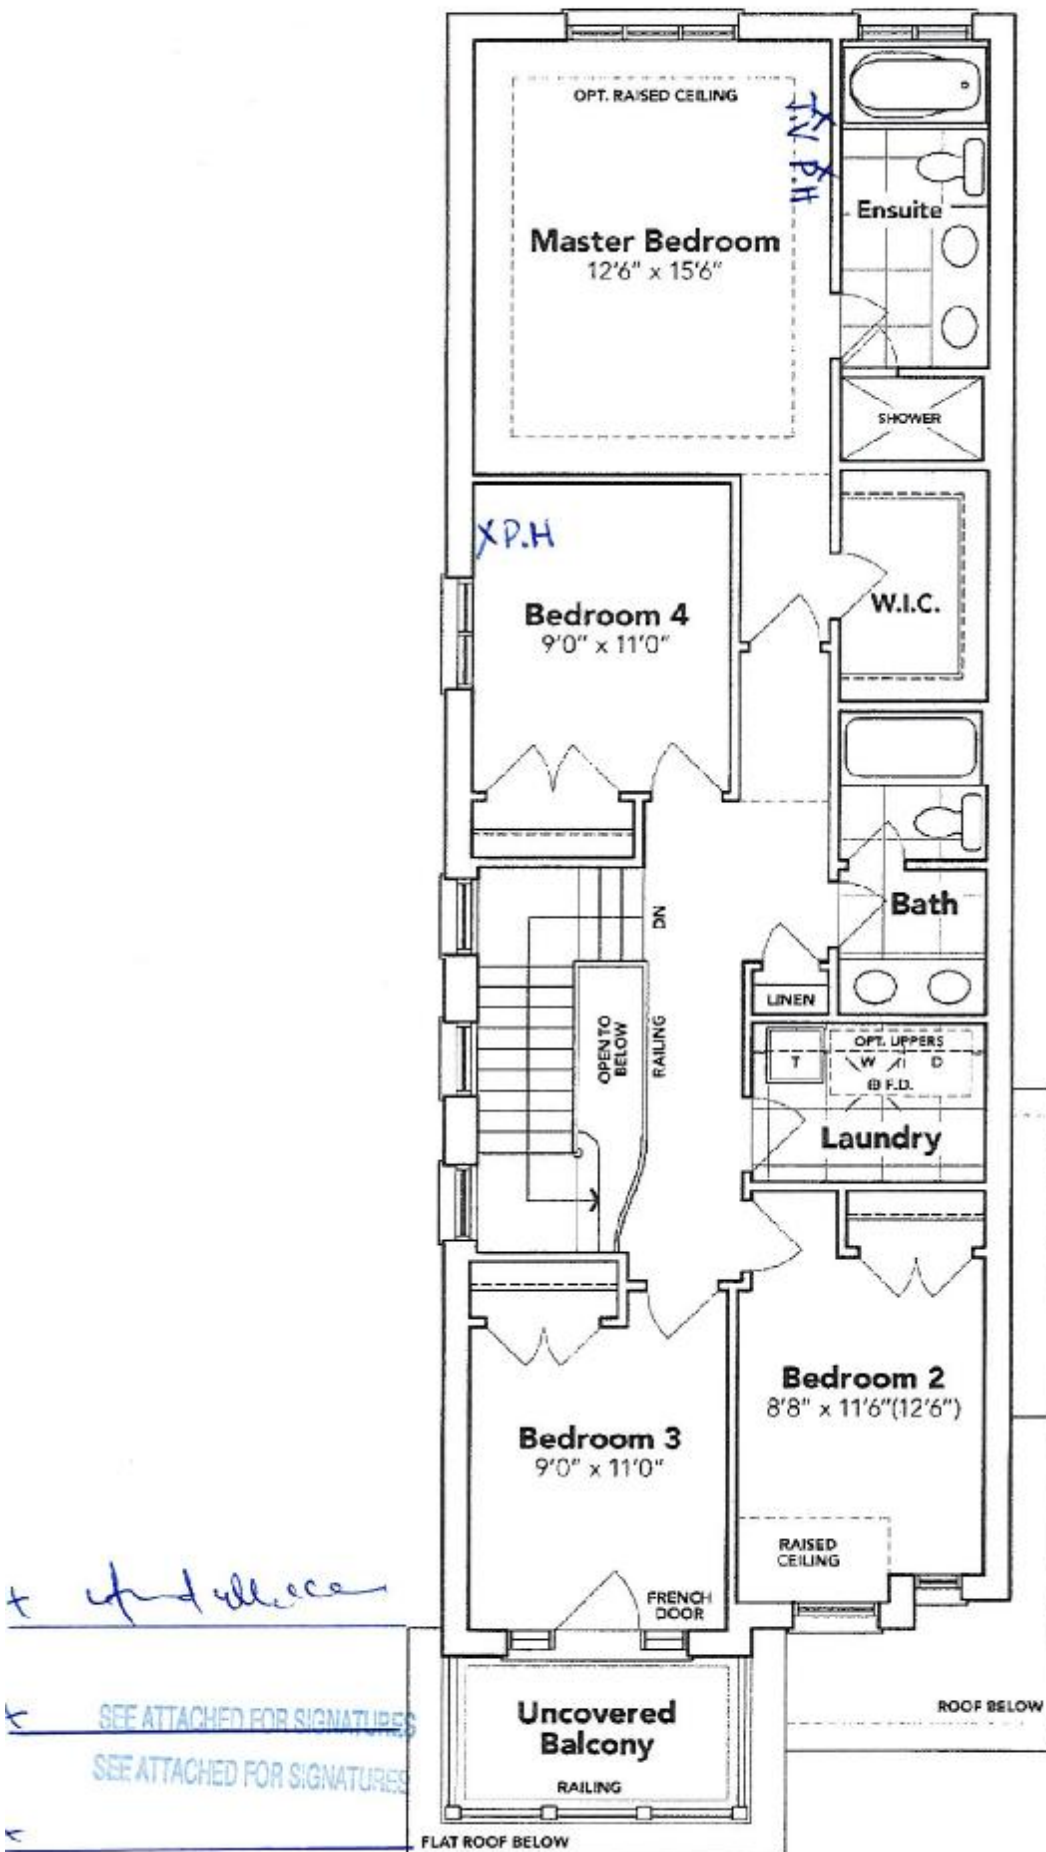 OPT. RAISED CEILING
T.V P.H
Ensuite
Master Bedroom
12'6" x 15'6"
SHOWER
X P.H
Bedroom 4
9'0" x 11'0"
W.I.C.
Bath
DN
LINEN
OPEN TO
BELOW
RAILING
OPT. UPPERS
T W D
F.D.
Laundry
Bedroom 2
8'8" x 11'6"(12'6")
Bedroom 3
9'0" x 11'0"
RAISED
CEILING
FRENCH
DOOR
Uncovered
Balcony
RAILING
ROOF BELOW
SEE ATTACHED FOR SIGNATURES
SEE ATTACHED FOR SIGNATURES
FLAT ROOF BELOW